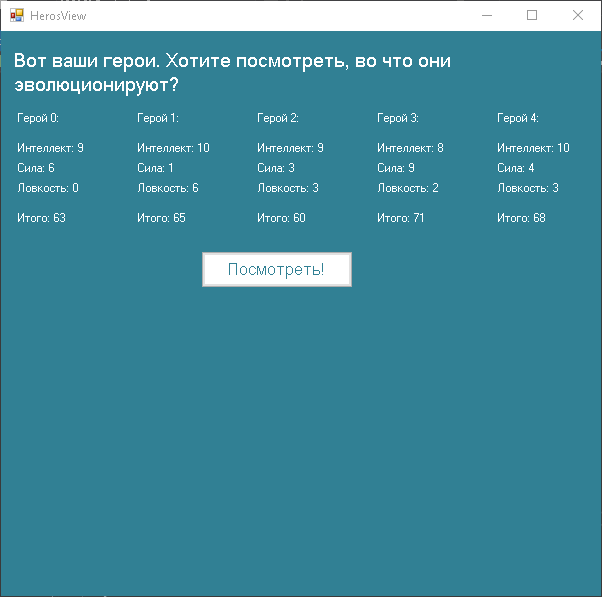 HerosView
Вот ваши герои. Хотите посмотреть, во что они
эволюционируют?
Герой 0: Герой 1: Герой 2: Герой 3: Герой 4:
Интеллект: 9 Интеллект: 10 Интеллект: 9 Интеллект: 8 Интеллект: 10
Сила: 6 Сила: 1 Сила: 3 Сила: 9 Сила: 4
Ловкость: 0 Ловкость: 6 Ловкость: 3 Ловкость: 2 Ловкость: 3
Итого: 63 Итого: 65 Итого: 60 Итого: 71 Итого: 68
Посмотреть!